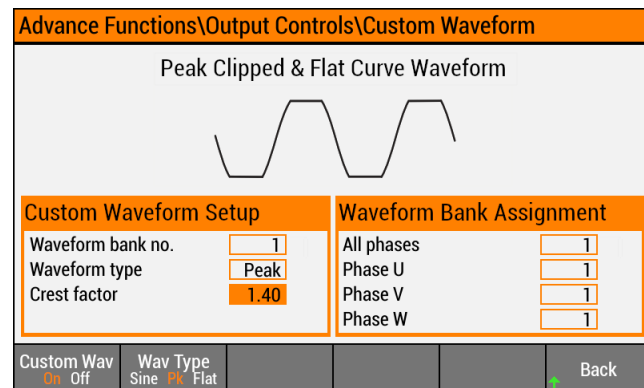 Advance Functions\Output Controls\Custom Waveform
Peak Clipped & Flat Curve Waveform
Custom Waveform Setup
Waveform bank no. 1
Waveform type Peak
Crest factor 1.40
Waveform Bank Assignment
All phases 1
Phase U 1
Phase V 1
Phase W 1
Custom Wav
On Off
Wav Type
Sine Pk Flat
Back